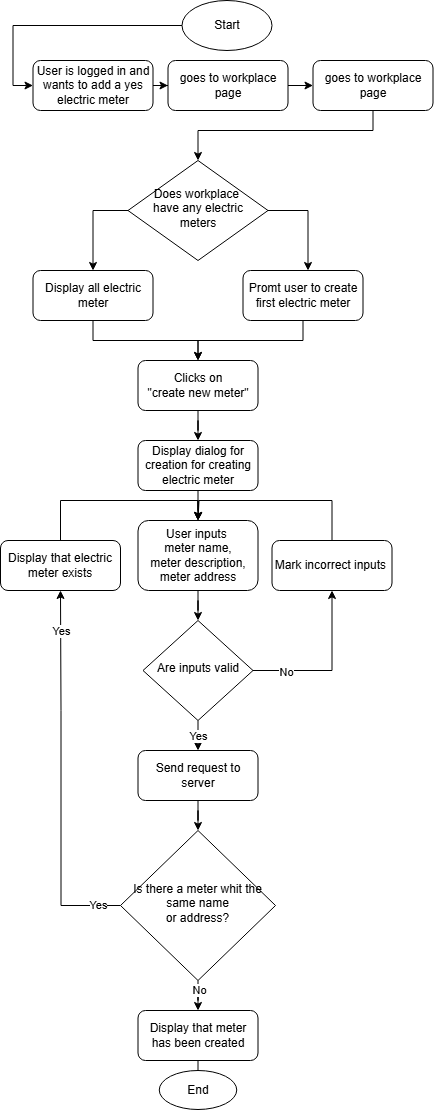 Start
User is logged in and
wants to add a yes
electric meter
goes to workplace
page
goes to workplace
page
Does workplace
have any electric
meters
Display all electric
meter
Promt user to create
first electric meter
Clicks on
"create new meter"
Display dialog for
creation for creating
electric meter
User inputs
meter name,
meter description,
meter address
Display that electric
meter exists
Mark incorrect inputs
Yes
Are inputs valid
No
Yes
Send request to
server
Is there a meter whit the
same name
or address?
Yes
No
Display that meter
has been created
End